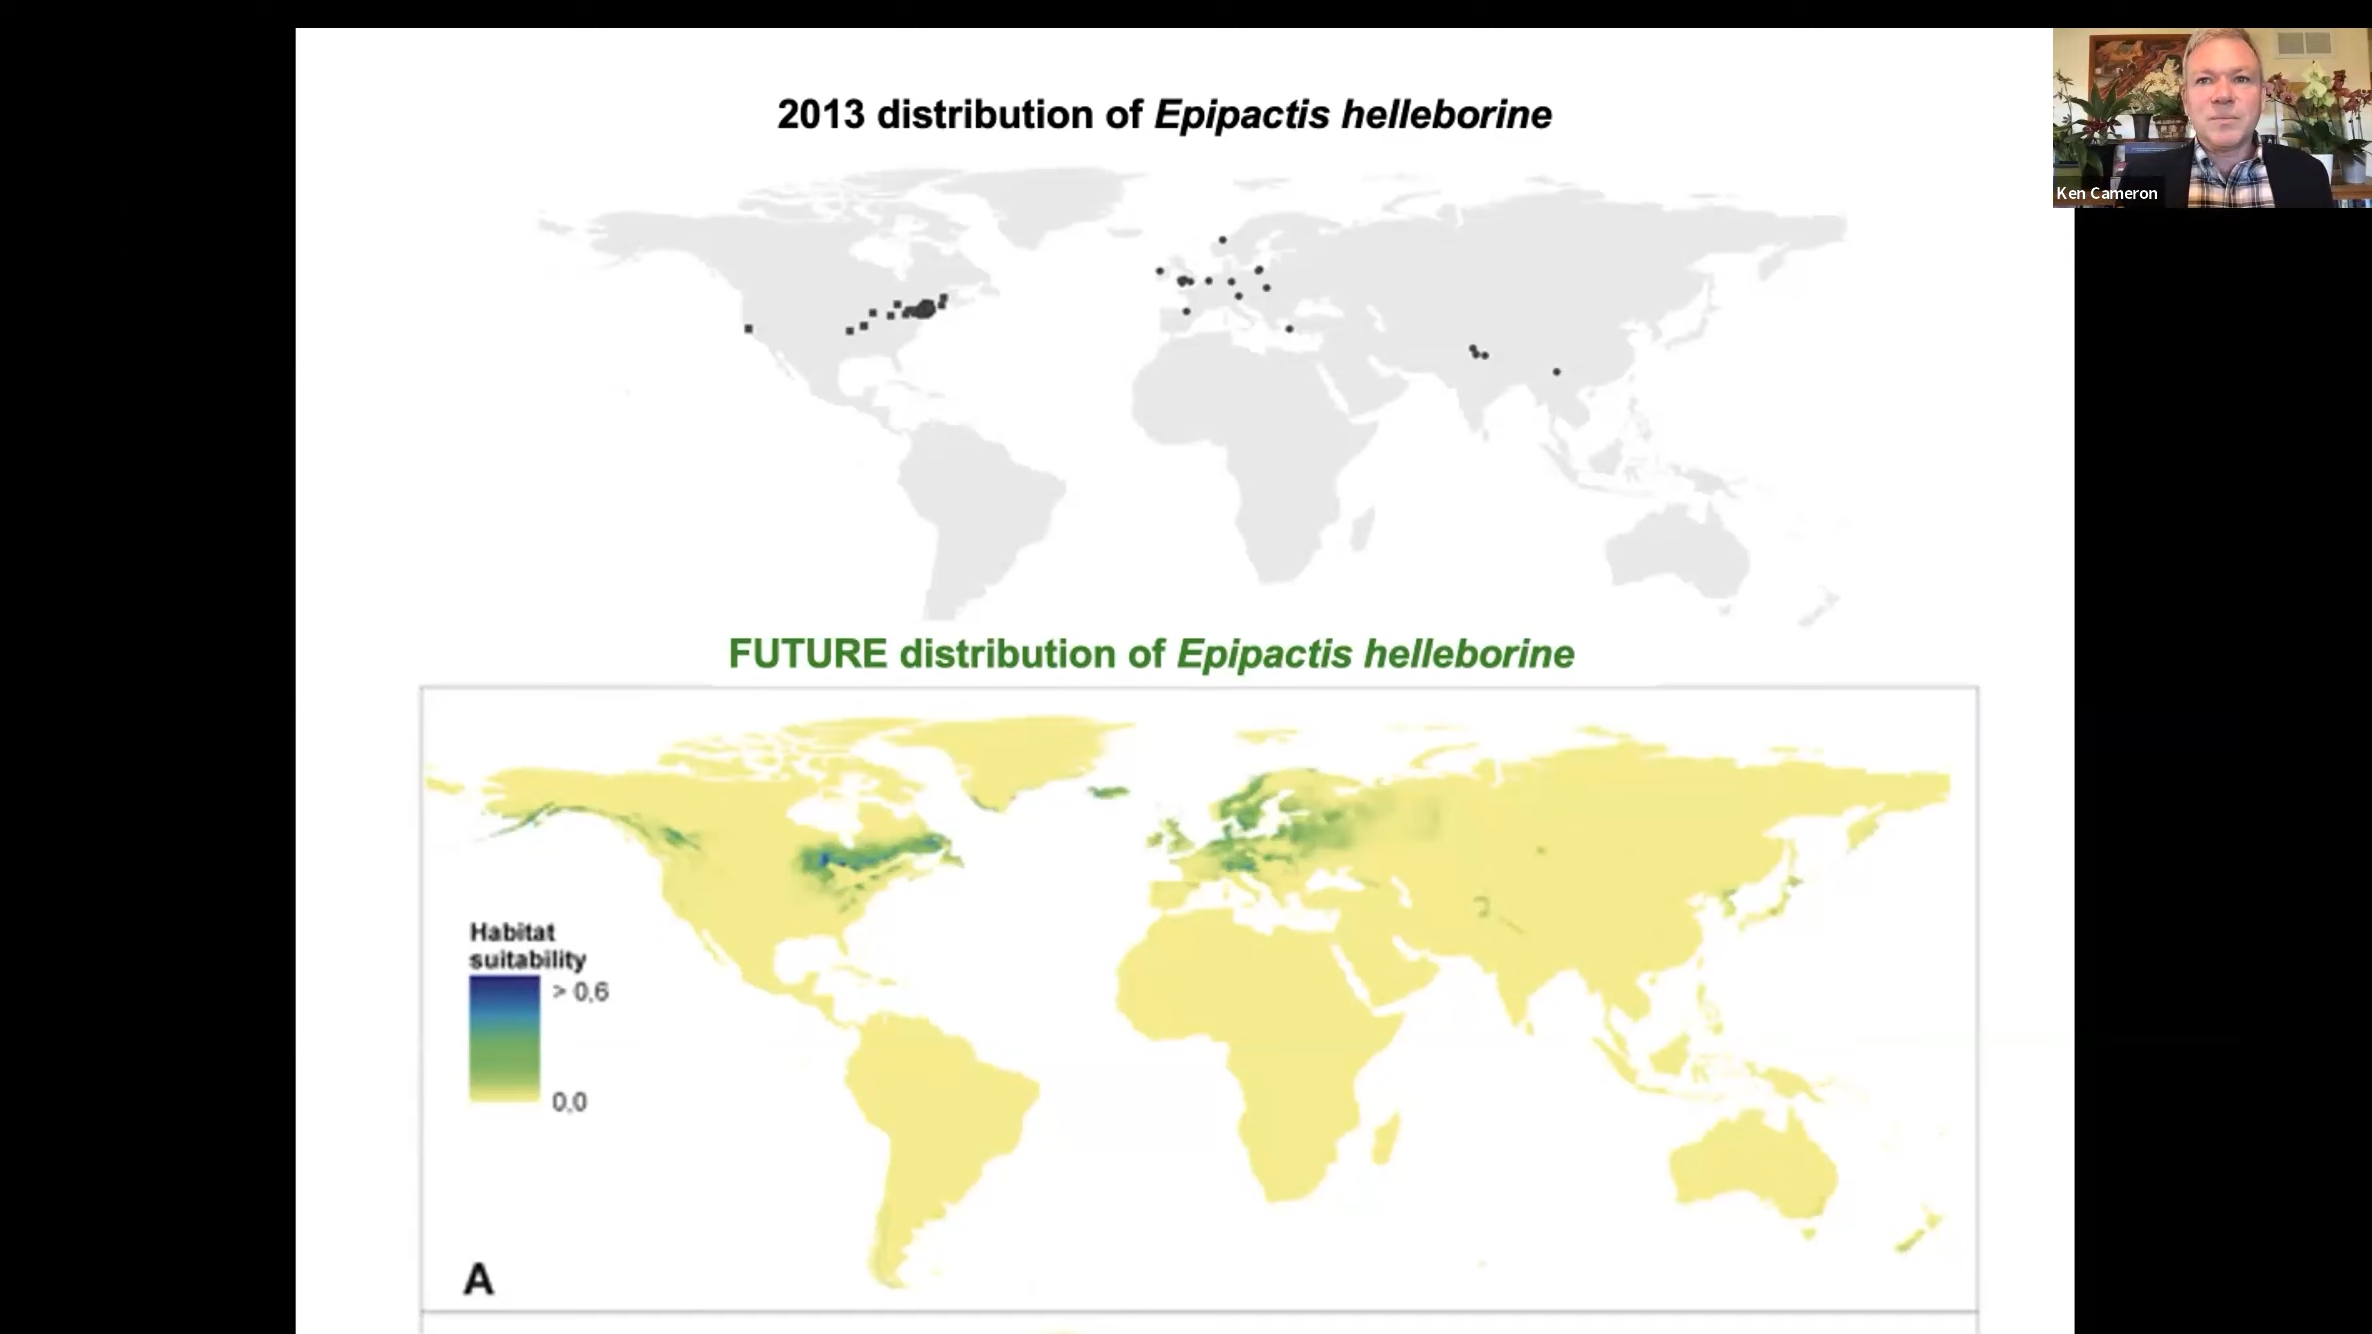 2013 distribution of Epipactis helleborine
Ken Cameron
FUTURE distribution of Epipactis helleborine
Habitat
suitability
> 0,6
0,0
A